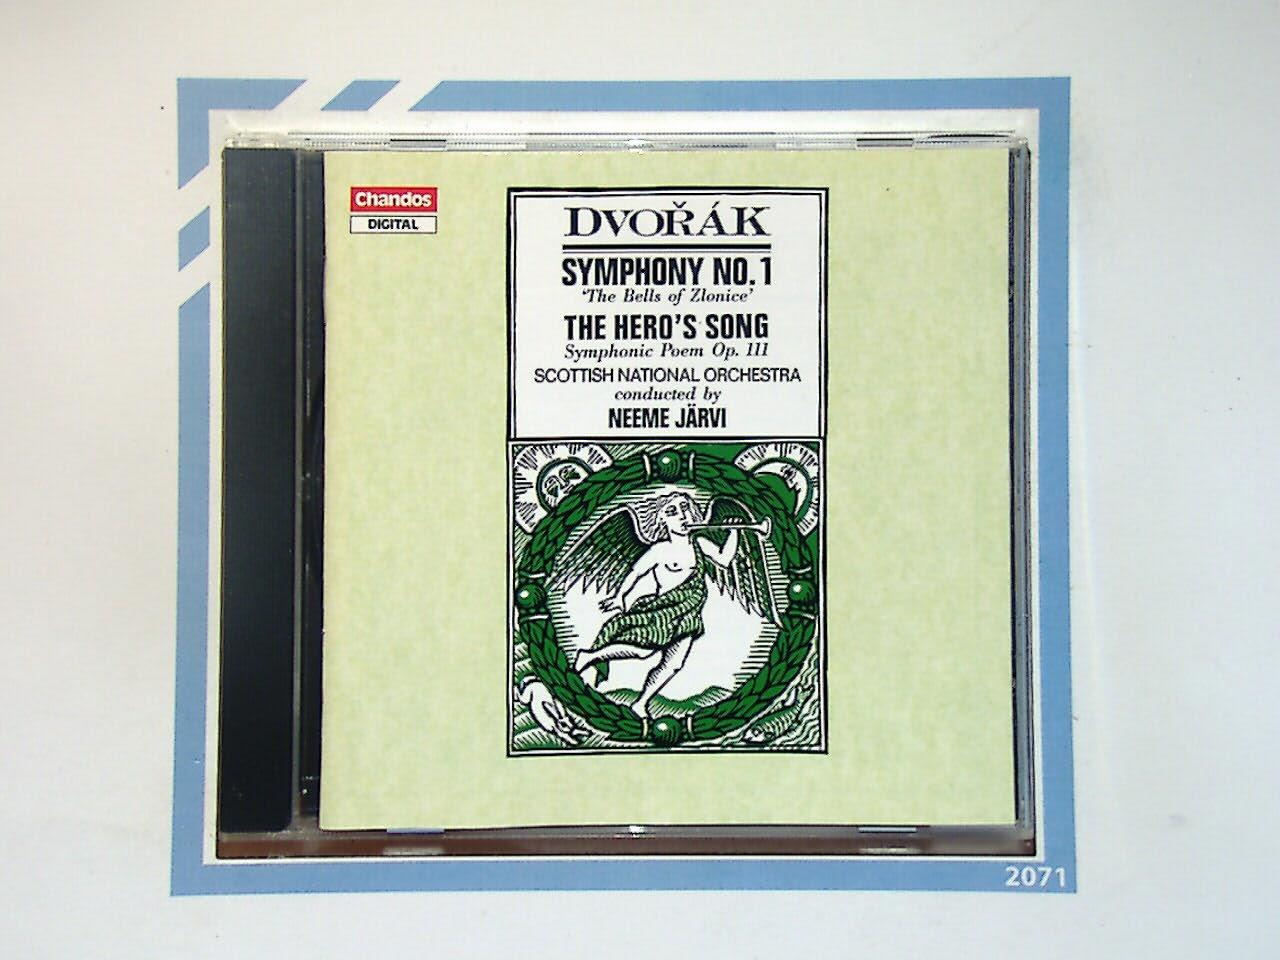 Chandos
DIGITAL
DVOŘÁK
SYMPHONY NO. 1
'The Bells of Zlonice'
THE HERO'S SONG
Symphonic Poem Op. 111
SCOTTISH NATIONAL ORCHESTRA
conducted by
NEEME JÄRVI
2071